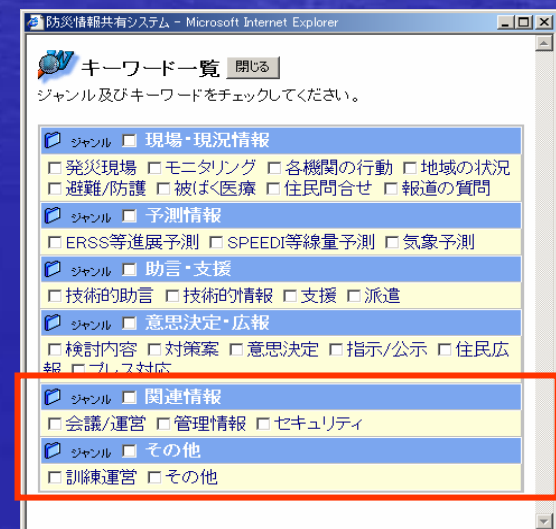 防災情報共有システム - Microsoft Internet Explorer
キーワード一覧 閉じる
ジャンル及びキーワードをチェックしてください。
ジャンル 現場・現況情報
発災現場 モニタリング 各機関の行動 地域の状況
避難/防護 被ばく医療 住民問合せ 報道の質問
ジャンル 予測情報
ERSS等進展予測 SPEEDI等線量予測 気象予測
ジャンル 助言・支援
技術的助言 技術的情報 支援 派遣
ジャンル 意思決定・広報
検討内容 対策案 意思決定 指示/公示 住民広
報 プレス対応
ジャンル 関連情報
会議/運営 管理情報 セキュリティ
ジャンル その他
訓練運営 その他